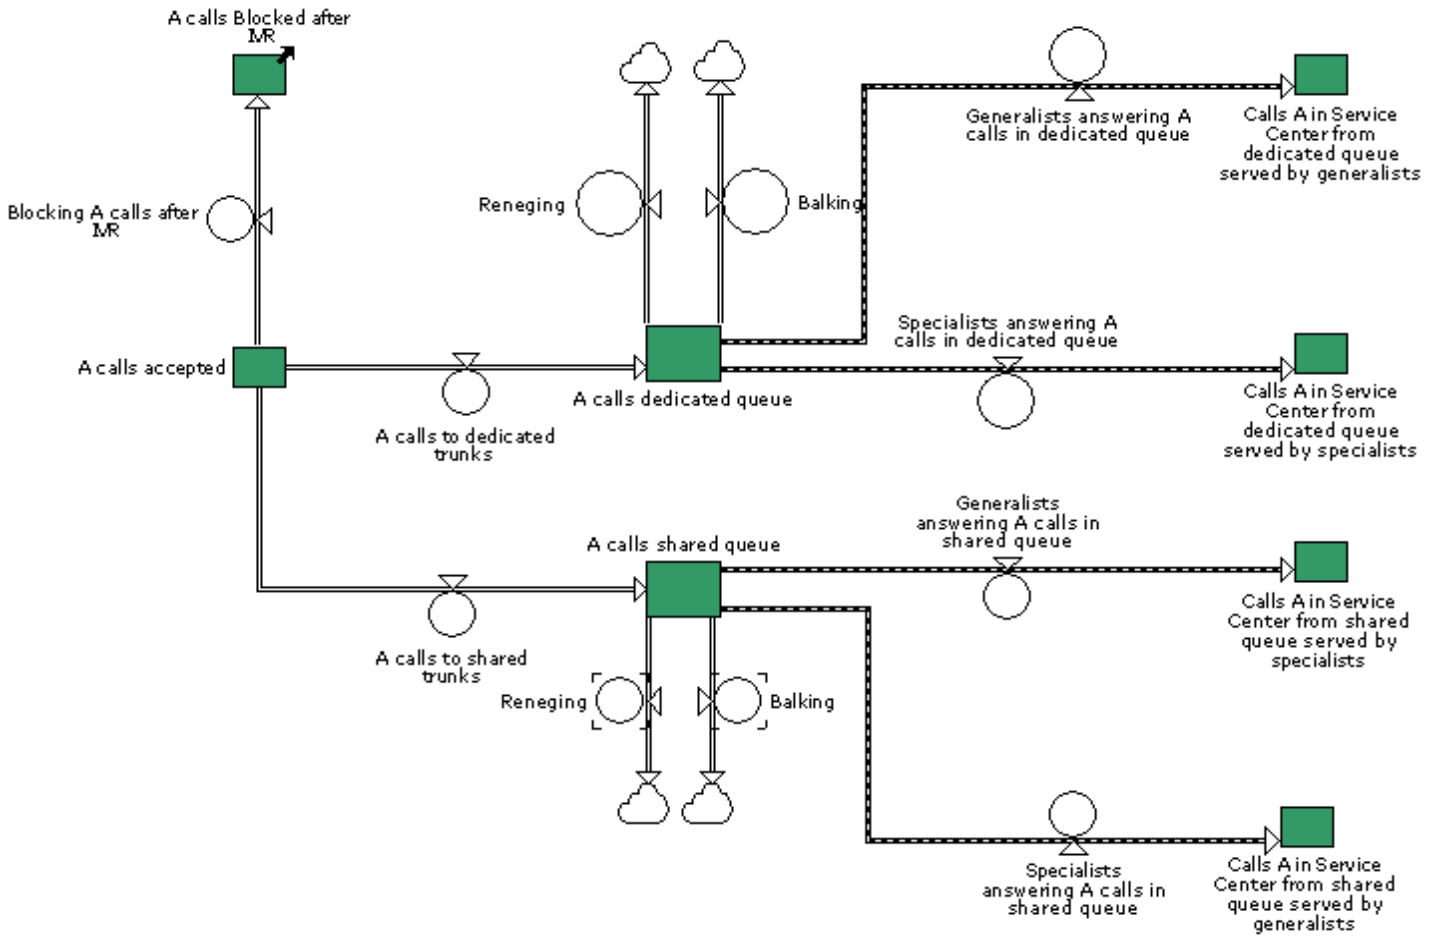 A calls Blocked after
IVR
Generalists answering A
calls in dedicated queue
Calls A in Service
Center from
dedicated queue
served by generalists
Blocking A calls after
IVR
Reneging
Balking
A calls accepted
A calls to dedicated
trunks
A calls dedicated queue
Specialists answering A
calls in dedicated queue
Calls A in Service
Center from
dedicated queue
served by specialists
A calls to shared
trunks
A calls shared queue
Generalists
answering A calls in
shared queue
Calls A in Service
Center from shared
queue served by
specialists
Reneging
Balking
Specialists
answering A calls in
shared queue
Calls A in Service
Center from shared
queue served by
generalists